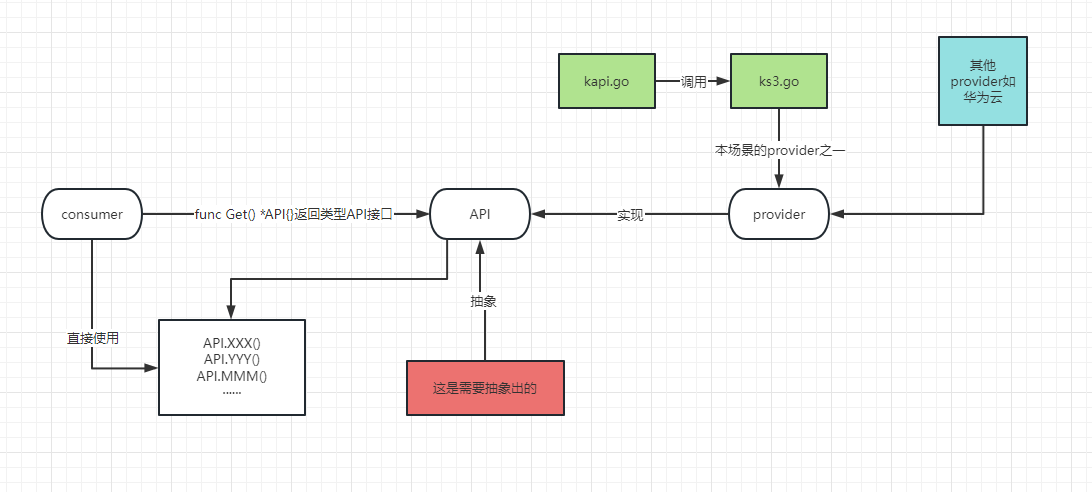 kapi.go
调用
ks3.go
其他
provider如
华为云
本场景的provider之一
consumer
func Get() *API{}返回类型API接口
API
实现
provider
抽象
直接使用
API.XXX()
API.YYY()
API.MMM()
......
这是需要抽象出的